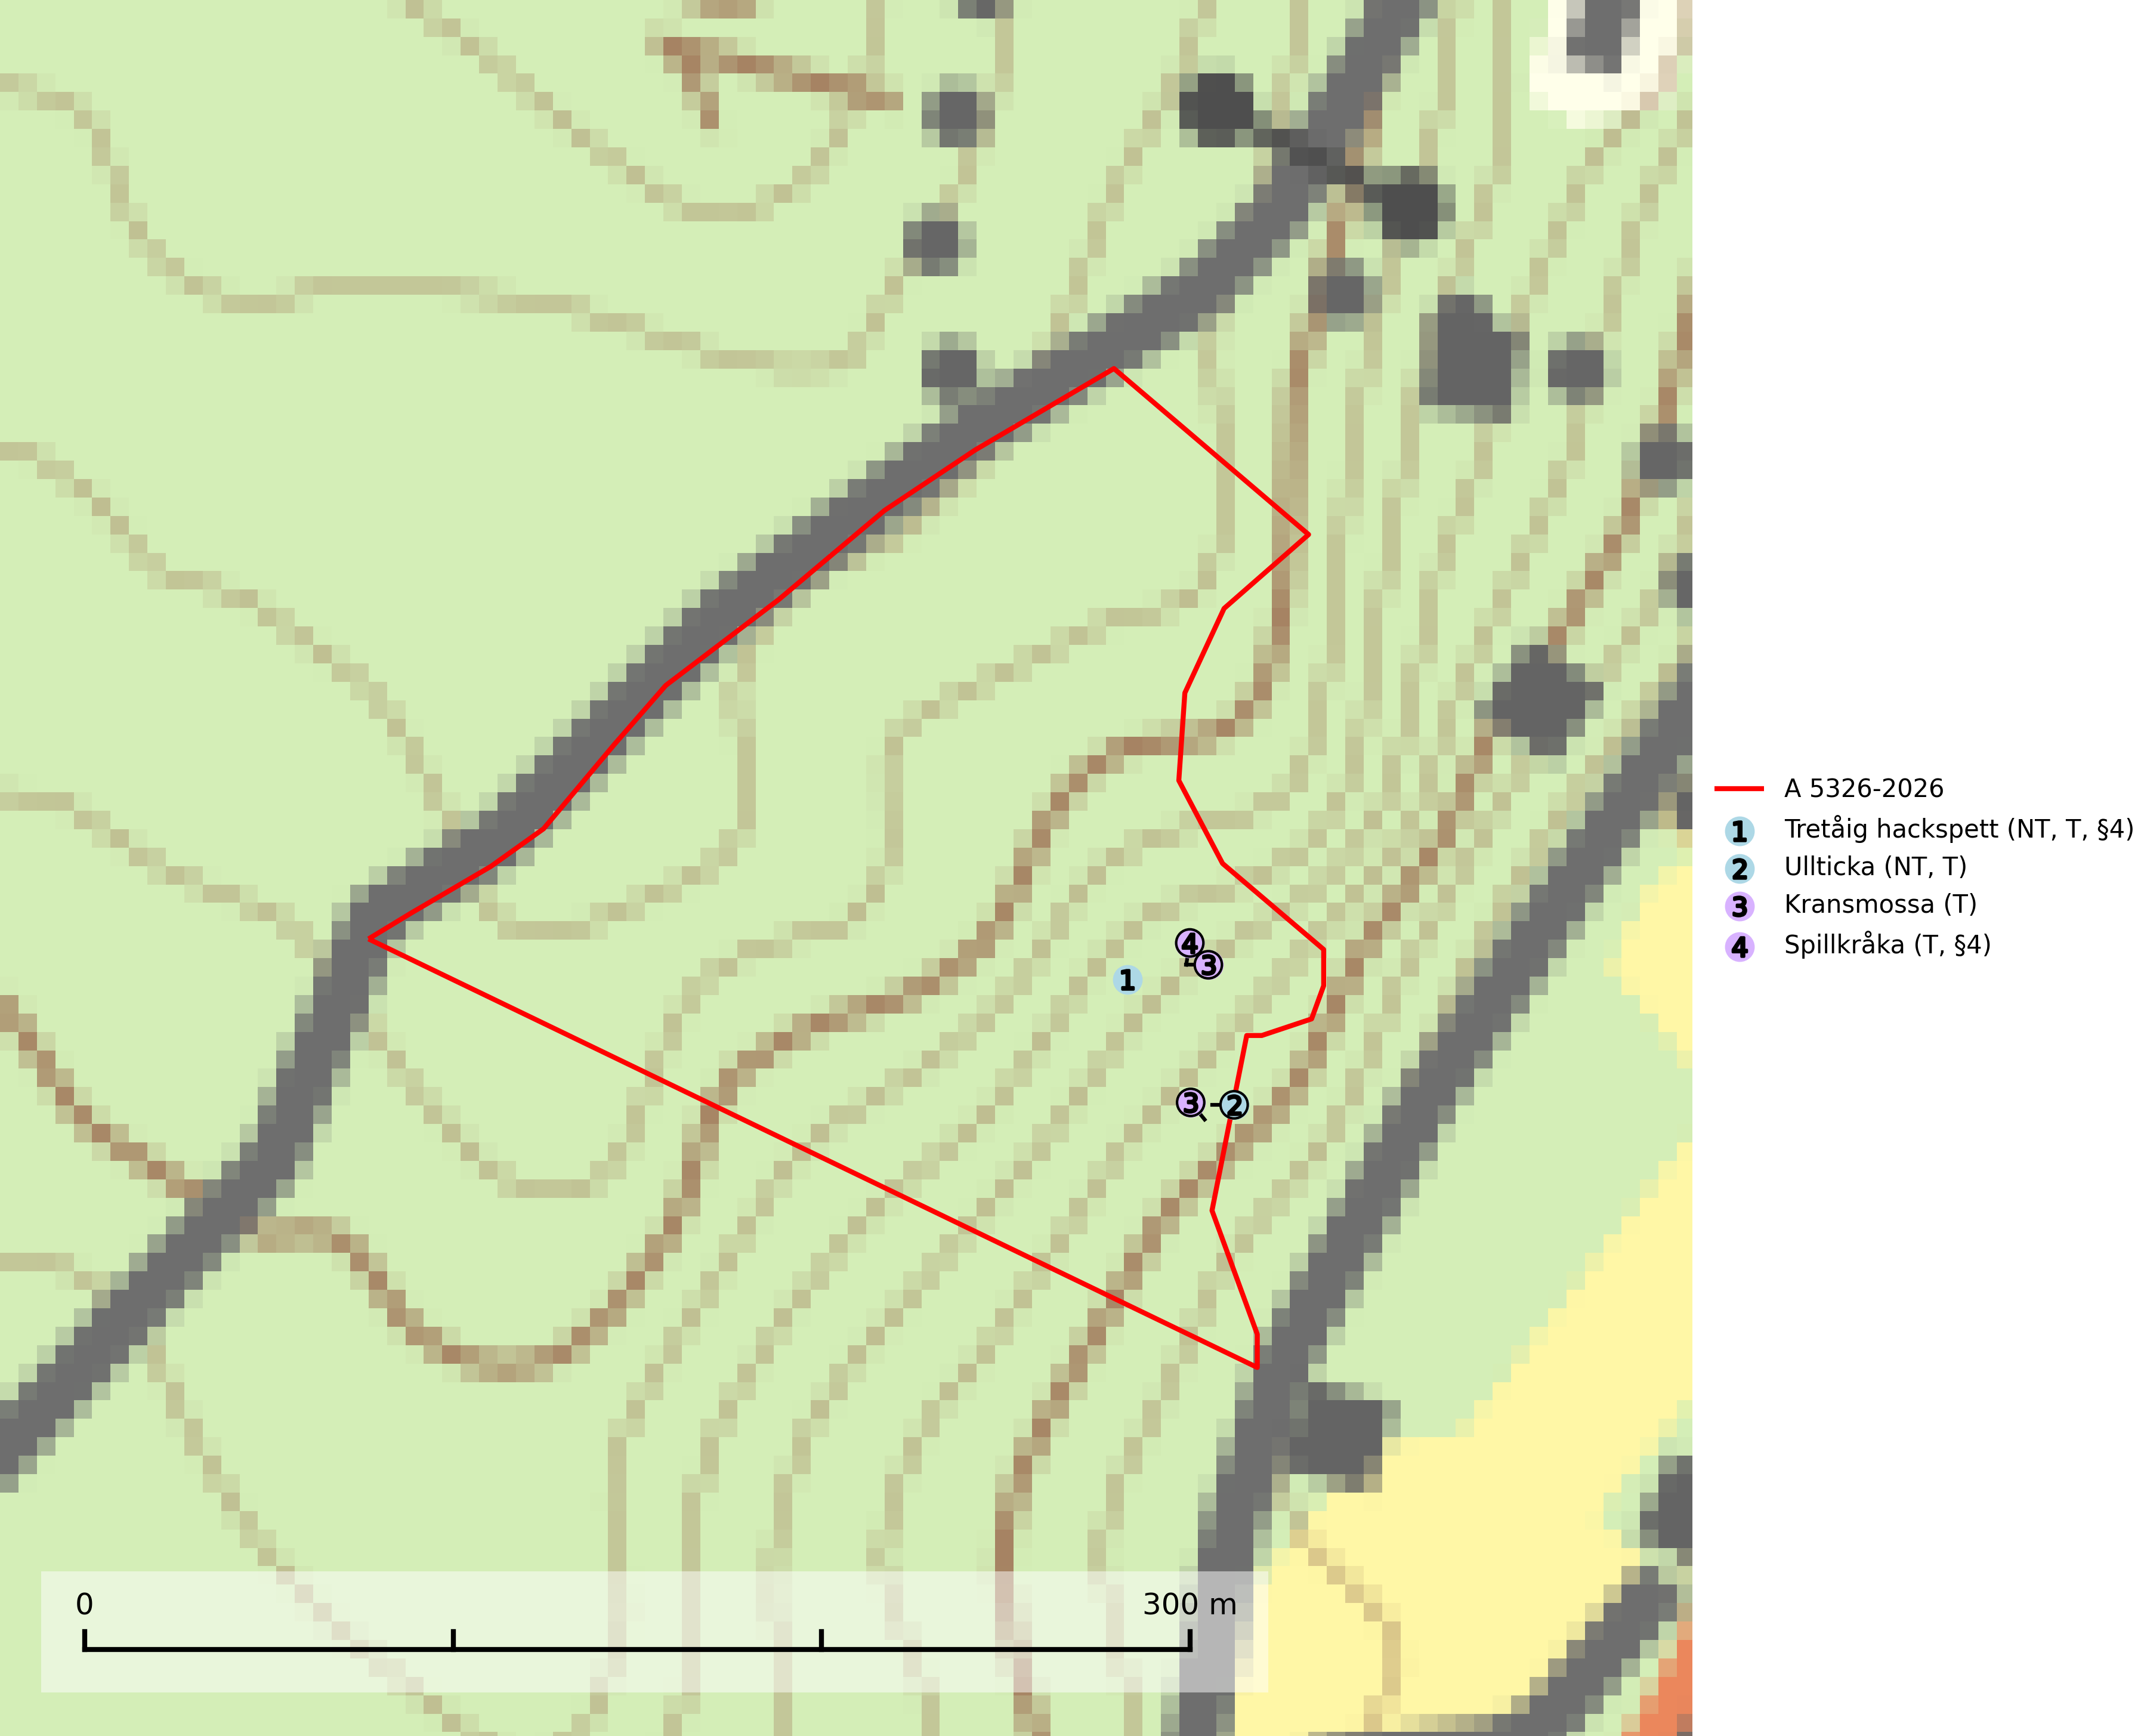 A 5326-2026
1 Tretåig hackspett (NT, T, §4)
2 Ullticka (NT, T)
3 Kransmossa (T)
4 Spillkråka (T, §4)
4
3
1
3
2
0 300 m